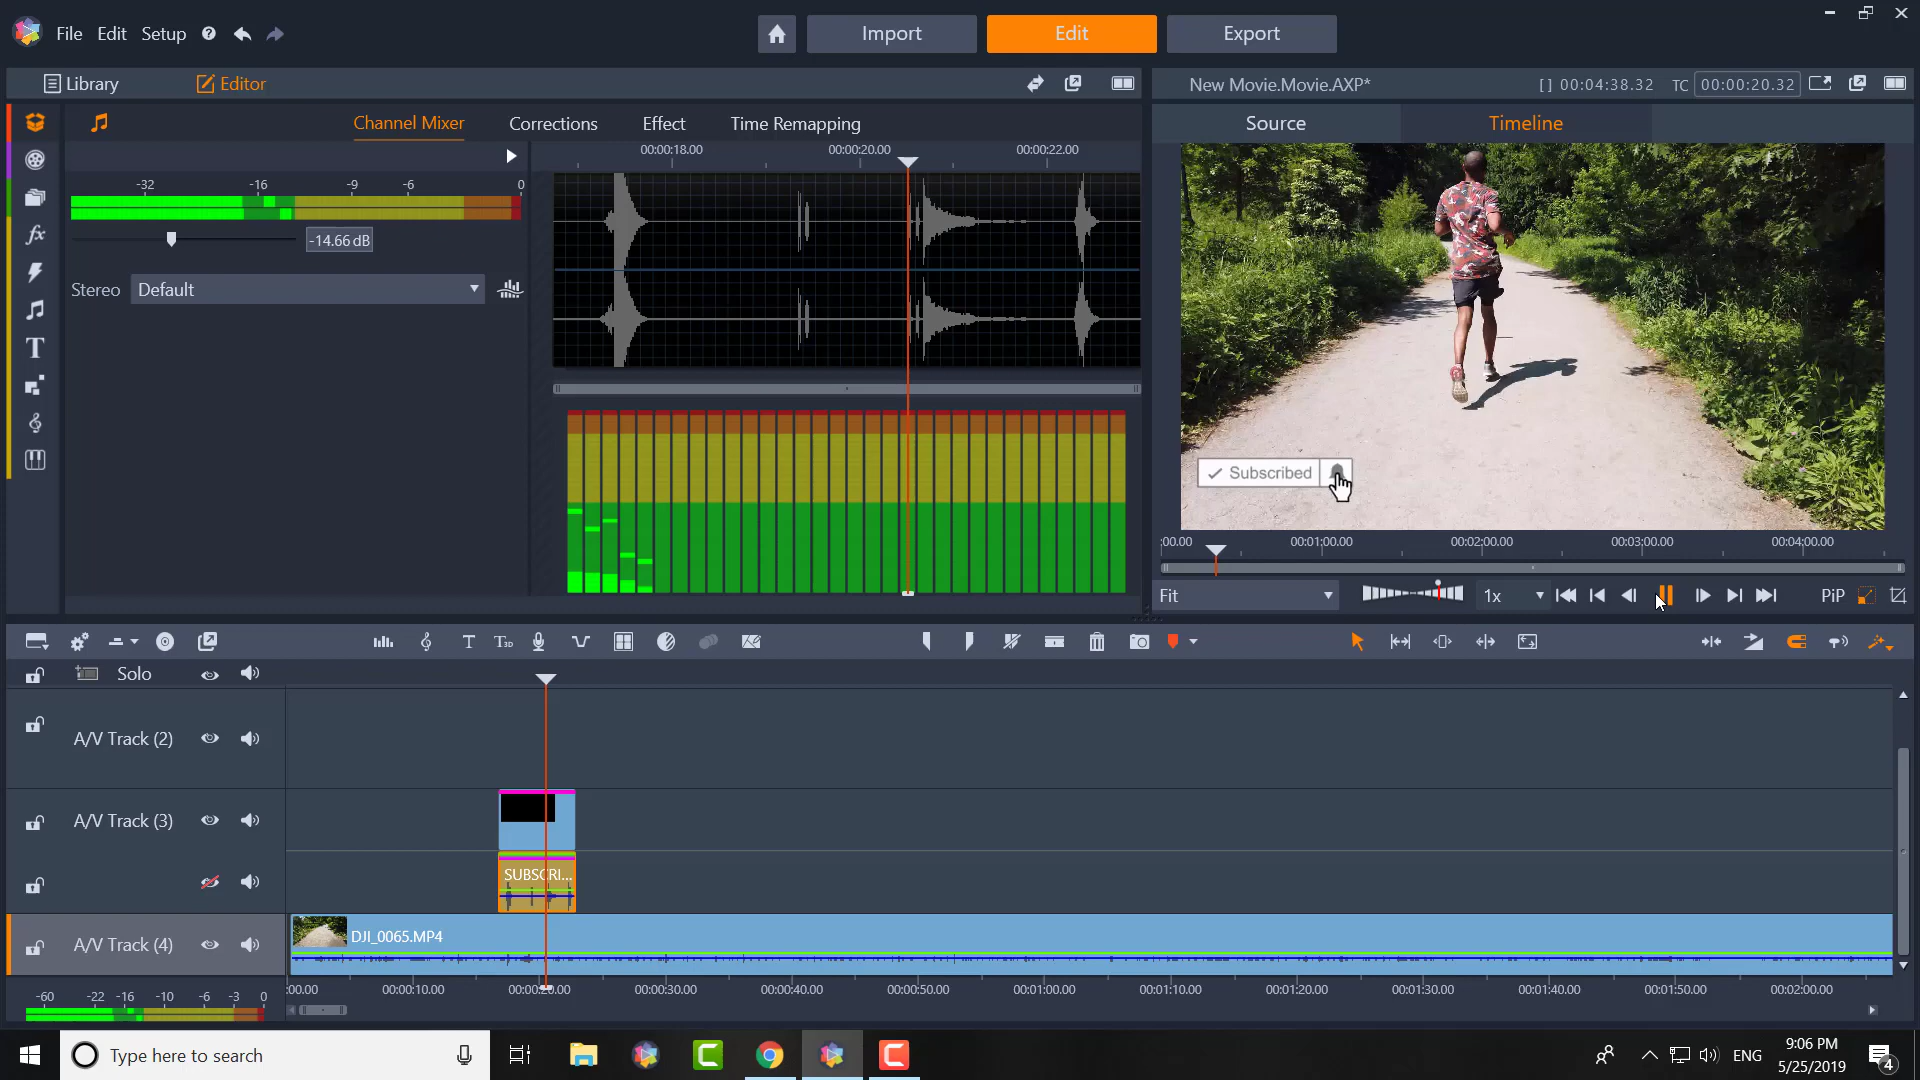 File Edit Setup
Import Edit Export
Library Editor
New Movie.Movie.AXP* [ ] 00:04:38.32 TC 00:00:20.32
Channel Mixer Corrections Effect Time Remapping
Source Timeline
00:00:18.00 00:00:20.00 00:00:22.00
-32 -16 -9 -6 0
-14.66 dB
Stereo Default
fx
T
Subscribed
;00.00 00:01:00.00 00:02:00.00 00:03:00.00 00:04:00.00
Fit 1x PiP
T T3D
Solo
A/V Track (2)
A/V Track (3)
SUBSCRI...
A/V Track (4)
DJI_0065.MP4
-60 -22 -16 -10 -6 -3 0
:00.00 00:00:10.00 00:00:20.00 00:00:30.00 00:00:40.00 00:00:50.00 00:01:00.00 00:01:10.00 00:01:20.00 00:01:30.00 00:01:40.00 00:01:50.00 00:02:00.00
Type here to search
ENG
9:06 PM
5/25/2019
4